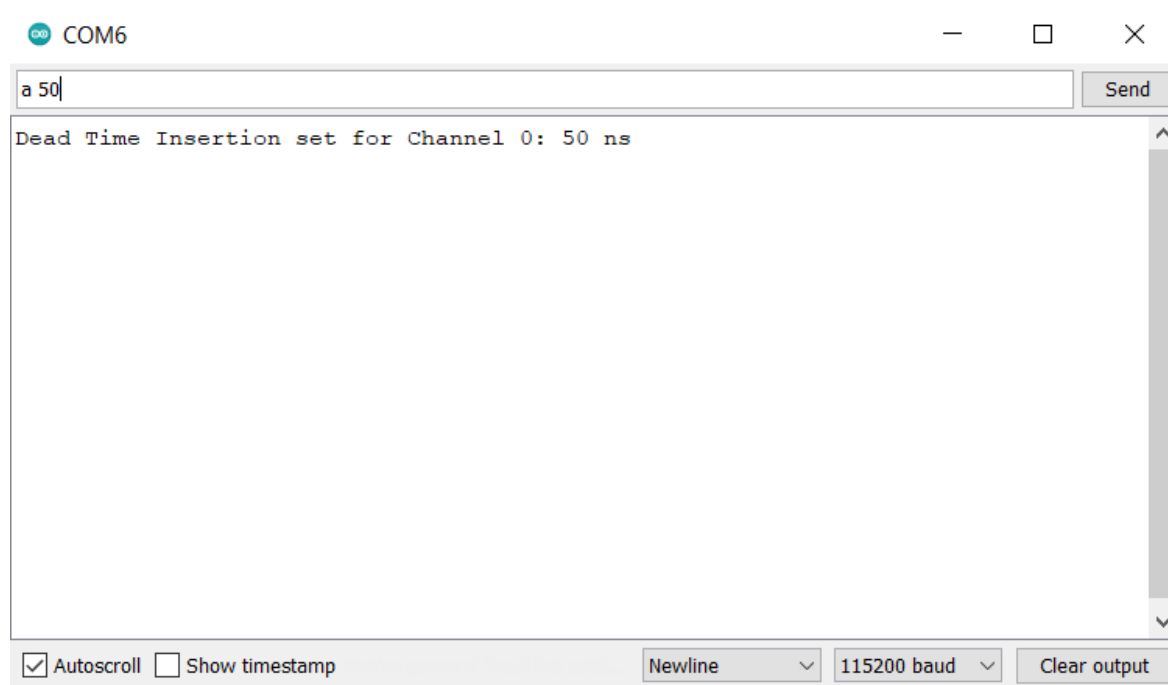 COM6
a 50
Send
Dead Time Insertion set for Channel 0: 50 ns
Autoscroll Show timestamp Newline 115200 baud Clear output